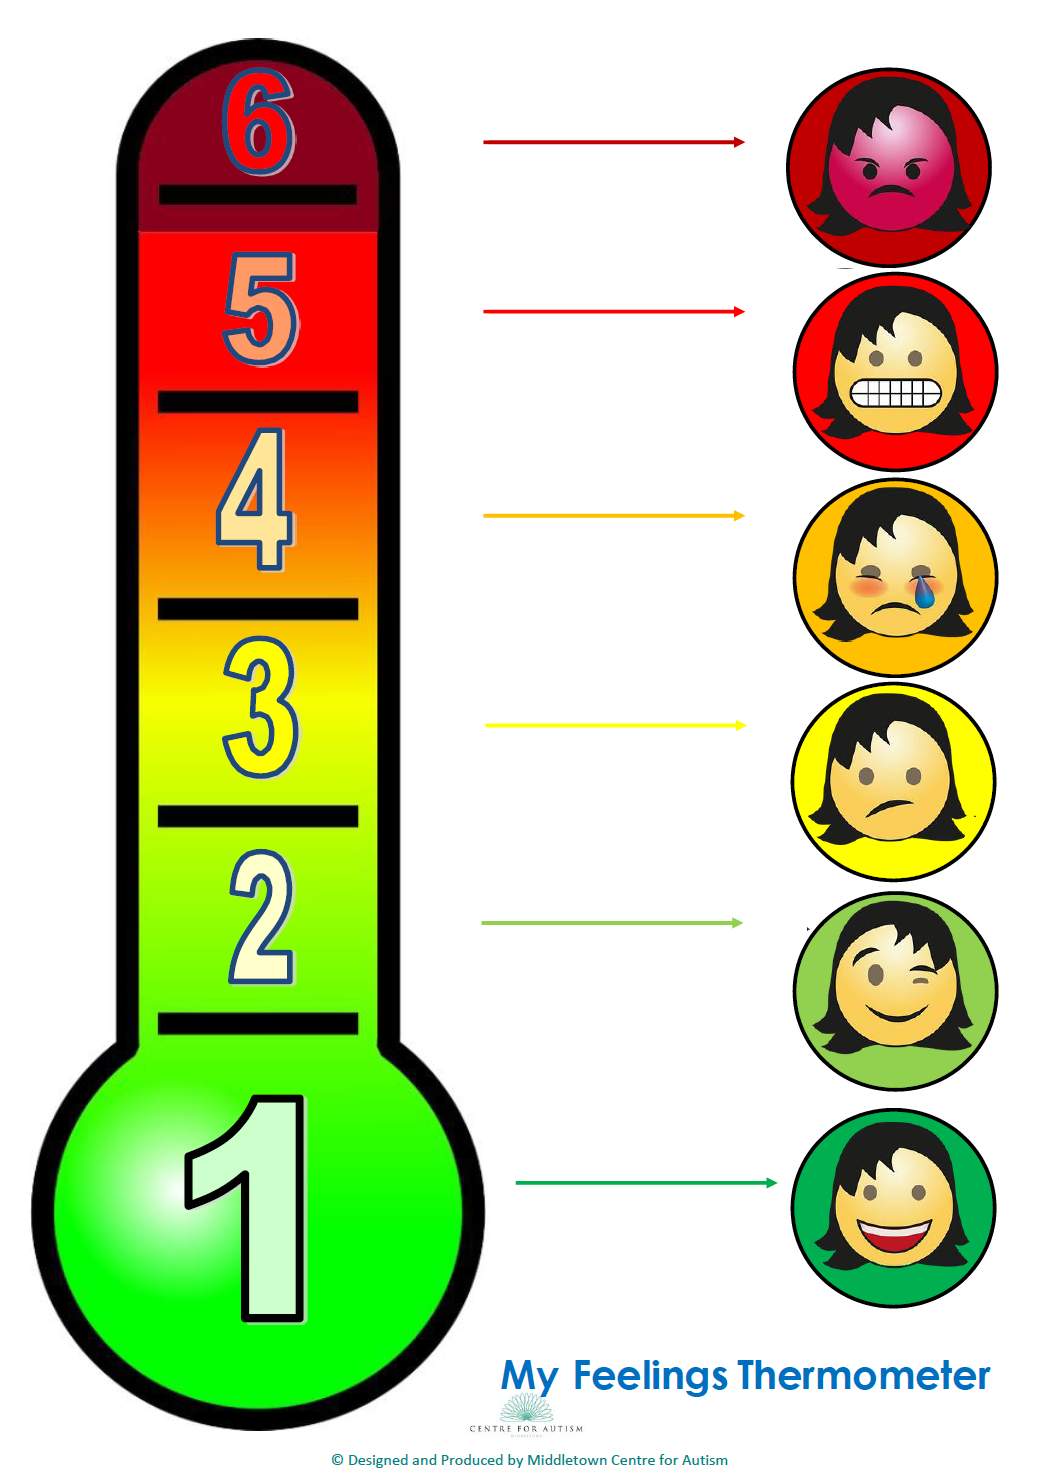 6
5
4
3
2
1
My Feelings Thermometer
CENTRE FOR AUTISM
MIDDLETOWN
© Designed and Produced by Middletown Centre for Autism